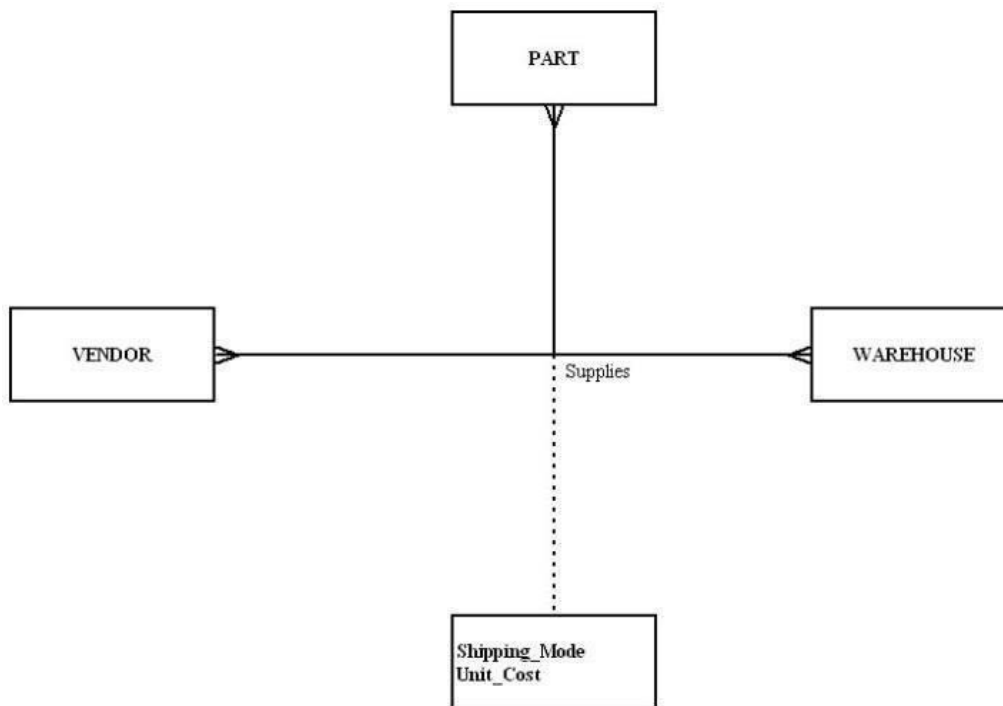 PART
VENDOR
WAREHOUSE
Supplies
Shipping_Mode
Unit_Cost